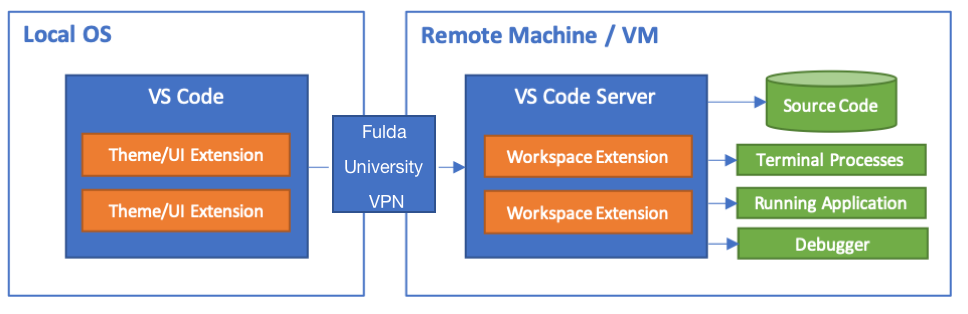 Local OS
VS Code
Theme/UI Extension
Theme/UI Extension
Fulda
University
VPN
Remote Machine / VM
VS Code Server
Workspace Extension
Workspace Extension
Source Code
Terminal Processes
Running Application
Debugger